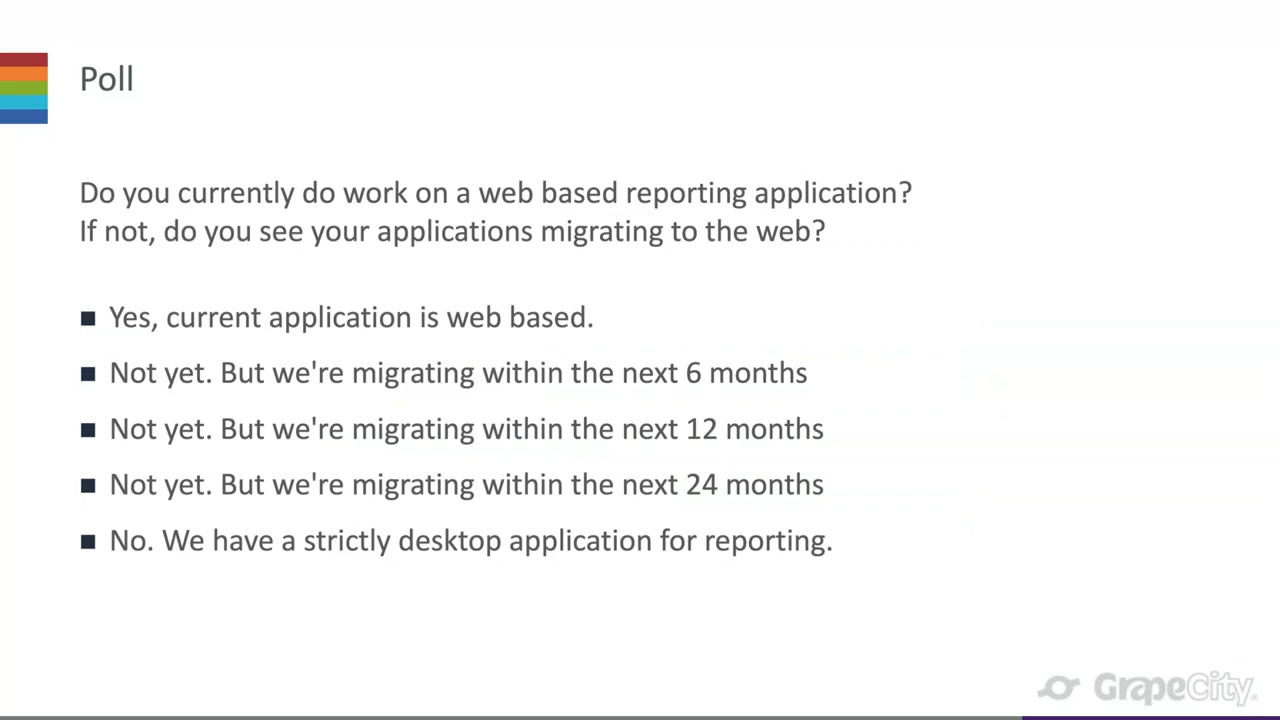 Poll
Do you currently do work on a web based reporting application?
If not, do you see your applications migrating to the web?
Yes, current application is web based.
Not yet. But we're migrating within the next 6 months
Not yet. But we're migrating within the next 12 months
Not yet. But we're migrating within the next 24 months
No. We have a strictly desktop application for reporting.
GrapeCity